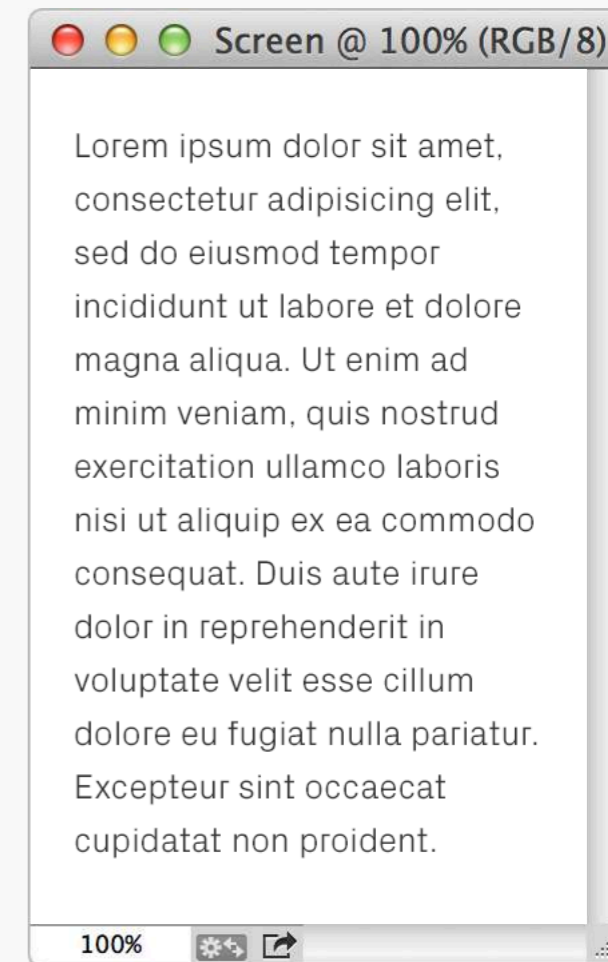 Screen @ 100% (RGB/8)
Lorem ipsum dolor sit amet,
consectetur adipisicing elit,
sed do eiusmod tempor
incididunt ut labore et dolore
magna aliqua. Ut enim ad
minim veniam, quis nostrud
exercitation ullamco laboris
nisi ut aliquip ex ea commodo
consequat. Duis aute irure
dolor in reprehenderit in
voluptate velit esse cillum
dolore eu fugiat nulla pariatur.
Excepteur sint occaecat
cupidatat non proident.
100%